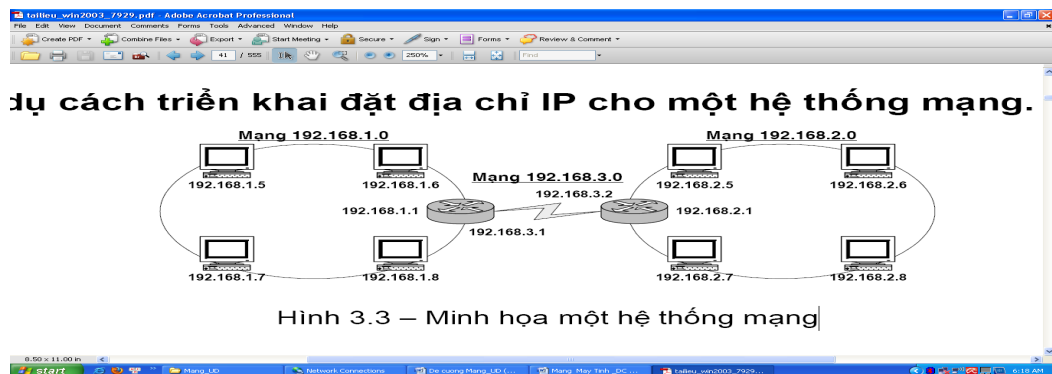 tailieu_win2003_7929.pdf - Adobe Acrobat Professional
File Edit View Document Comments Forms Tools Advanced Window Help
Create PDF Combine Files Export Start Meeting Secure Sign Forms Review & Comment
41 / 555 250% Find
dụ cách triển khai đặt địa chỉ IP cho một hệ thống mạng.
Mạng 192.168.1.0 Mạng 192.168.2.0
192.168.1.5 192.168.1.6 Mạng 192.168.3.0 192.168.2.5 192.168.2.6
192.168.3.2
192.168.1.1 192.168.2.1
192.168.3.1
192.168.1.7 192.168.1.8 192.168.2.7 192.168.2.8
Hình 3.3 – Minh họa một hệ thống mạng
8.50 x 11.00 in
start Mang_UD Network Connections De cuong Mang_UD (... Mang May Tinh _DC ... tailieu_win2003_7929... 6:18 AM